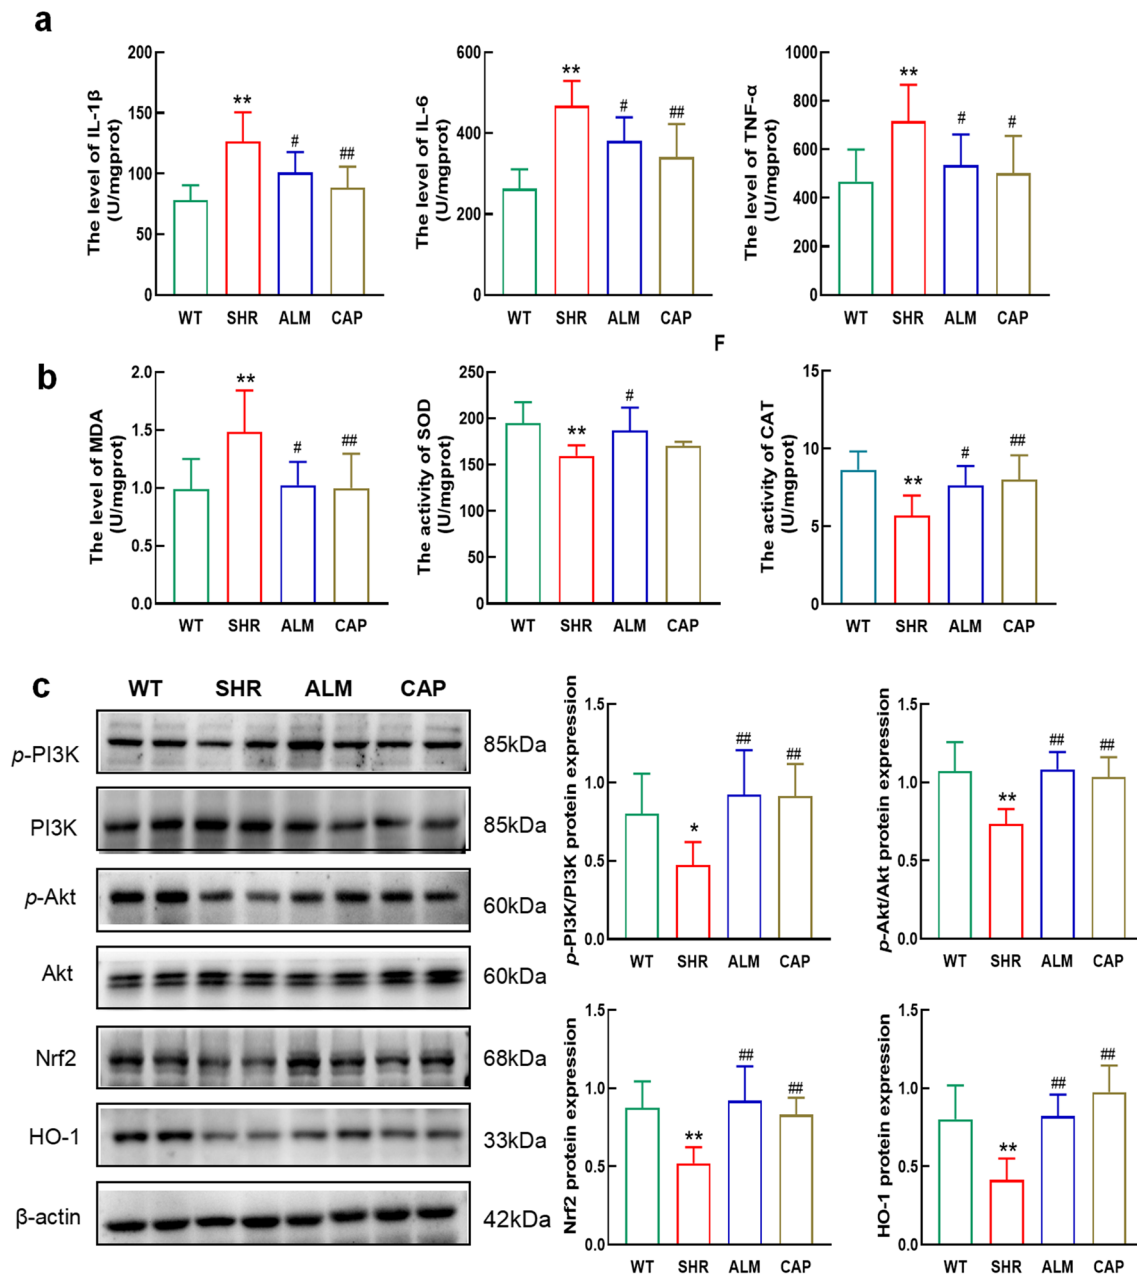 a
The level of IL-1β
(U/mgprot)
200
150
100
50
0
**
#
##
WT SHR ALM CAP
The level of IL-6
(U/mgprot)
600
400
200
0
**
#
##
WT SHR ALM CAP
The level of TNF-α
(U/mgprot)
1000
800
600
400
200
0
**
#
#
WT SHR ALM CAP
F
b
The level of MDA
(U/mgprot)
2.0
1.5
1.0
0.5
0.0
**
#
##
WT SHR ALM CAP
The activity of SOD
(U/mgprot)
250
200
150
100
50
0
**
#
WT SHR ALM CAP
The activity of CAT
(U/mgprot)
15
10
5
0
**
#
##
WT SHR ALM CAP
c
WT SHR ALM CAP
p-PI3K 85kDa
PI3K 85kDa
p-Akt 60kDa
Akt 60kDa
Nrf2 68kDa
HO-1 33kDa
β-actin 42kDa
p-PI3K/PI3K protein expression
1.5
1.0
0.5
0.0
*
##
##
WT SHR ALM CAP
p-Akt/Akt protein expression
1.5
1.0
0.5
0.0
**
##
##
WT SHR ALM CAP
Nrf2 protein expression
1.5
1.0
0.5
0.0
**
##
##
WT SHR ALM CAP
HO-1 protein expression
1.5
1.0
0.5
0.0
**
##
##
WT SHR ALM CAP